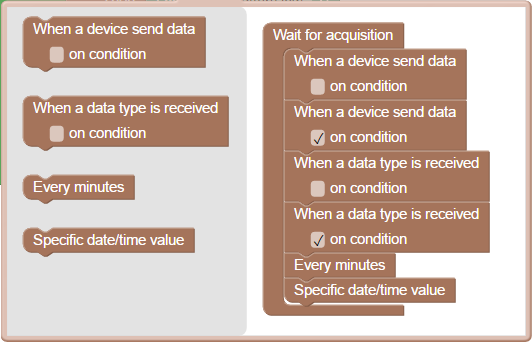 When a device send data
on condition
When a data type is received
on condition
Every minutes
Specific date/time value
Wait for acquisition
When a device send data
on condition
When a device send data
on condition
When a data type is received
on condition
When a data type is received
on condition
Every minutes
Specific date/time value